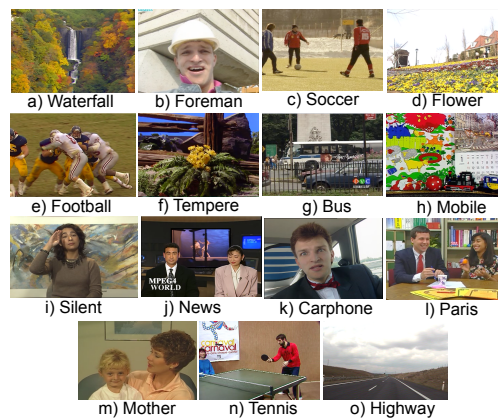 a) Waterfall
b) Foreman
c) Soccer
d) Flower
e) Football
f) Tempere
g) Bus
h) Mobile
MPEG4
WORLD
i) Silent
j) News
k) Carphone
l) Paris
m) Mother
n) Tennis
o) Highway